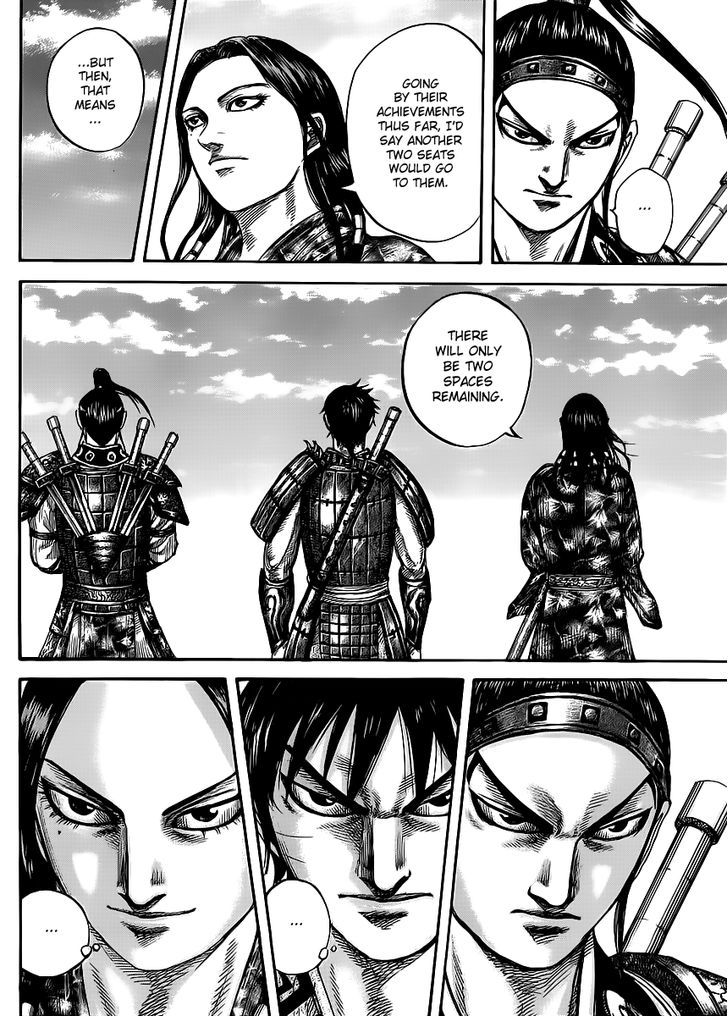 ...
GOING
BY THEIR
ACHIEVEMENTS
THUS FAR, I'D
SAY ANOTHER
TWO SEATS
WOULD GO
TO THEM.
...BUT
THEN,
THAT
MEANS
...
THERE
WILL ONLY
BE TWO
SPACES
REMAINING.
...
...